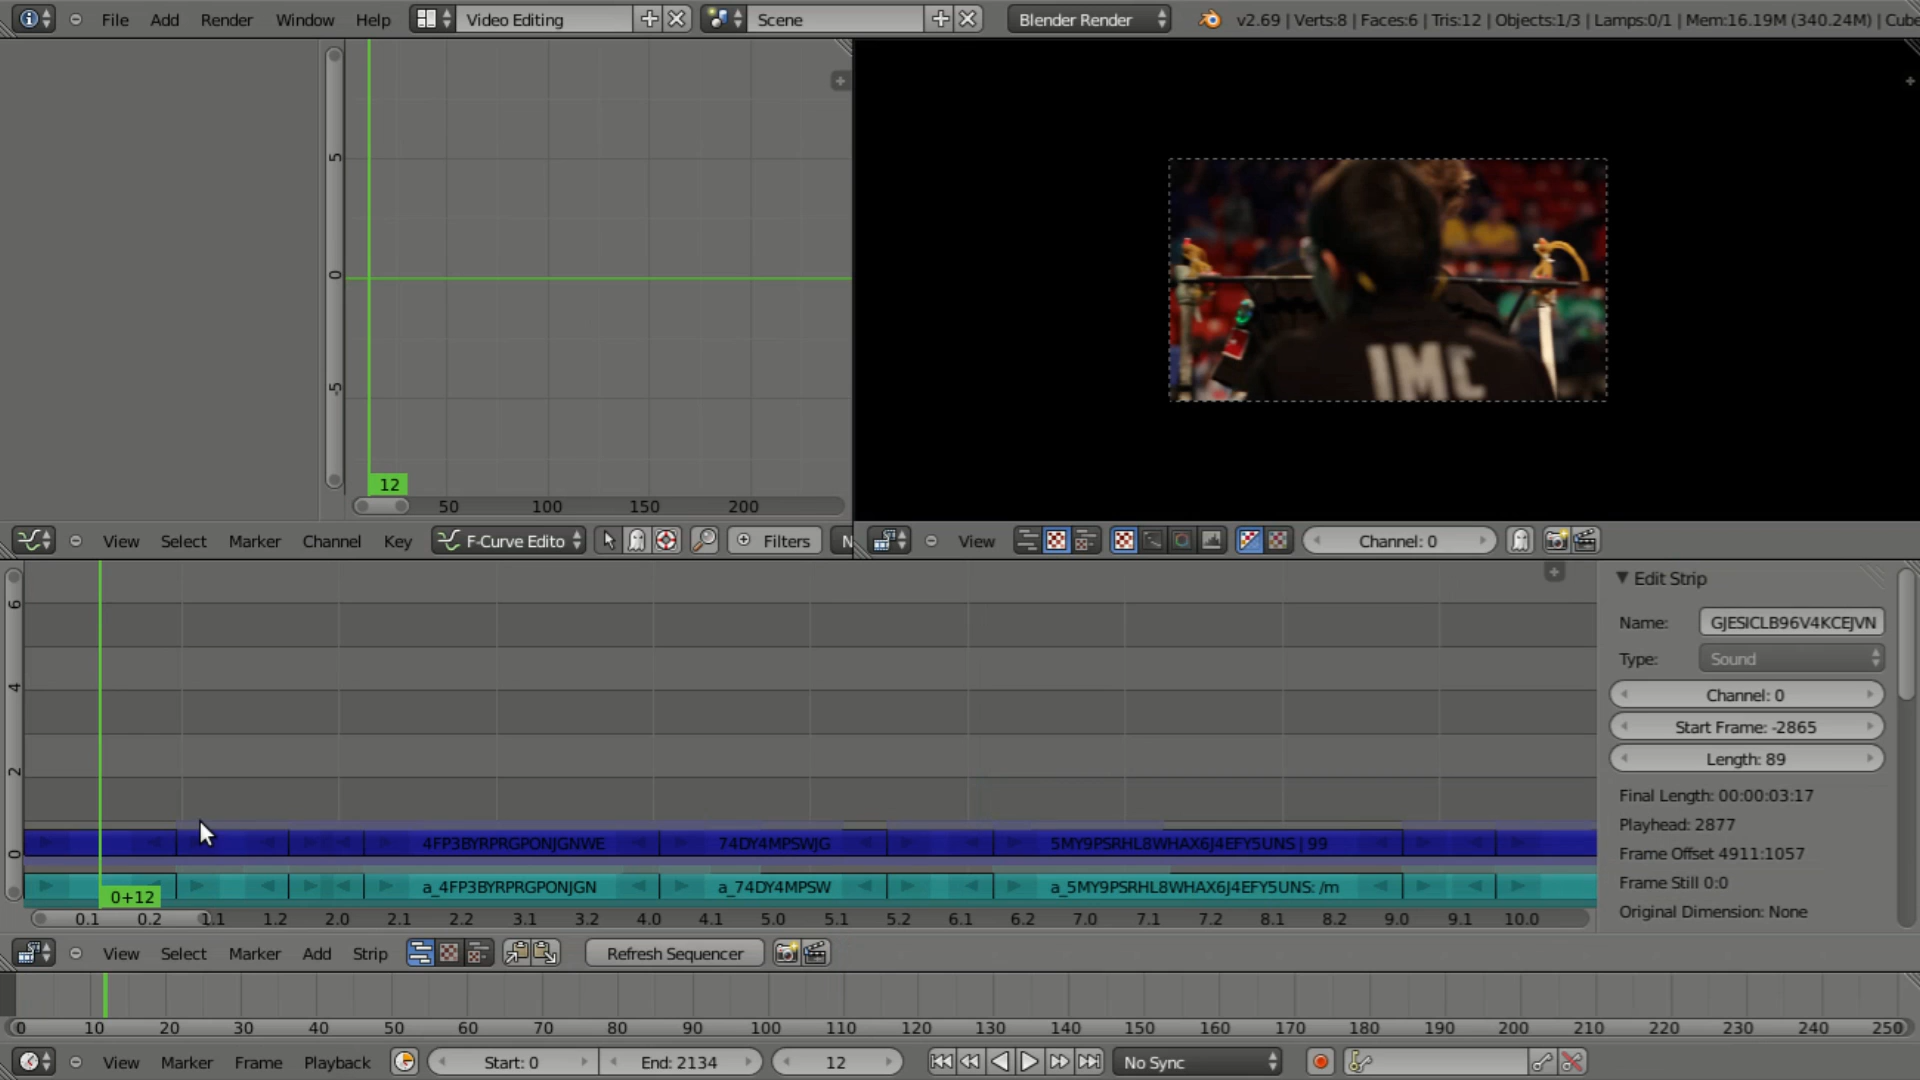 File Add Render Window Help Video Editing Scene Blender Render v2.69 | Verts:8 | Faces:6 | Tris:12 | Objects:1/3 | Lamps:0/1 | Mem:16.19M (340.24M) | Cube
5
0
-5
12
50 100 150 200
IMC
View Select Marker Channel Key F-Curve Edito Filters N View Channel: 0
6
4
2
0
4FP3BYRPRGPONJGNWE 74DY4MPSWJG 5MY9PSRHL8WHAX6J4EFY5UNS | 99
a_4FP3BYRPRGPONJGN a_74DY4MPSW a_5MY9PSRHL8WHAX6J4EFY5UNS: /m
0+12
0.1 0.2 1.1 1.2 2.0 2.1 2.2 3.1 3.2 4.0 4.1 5.0 5.1 5.2 6.1 6.2 7.0 7.1 7.2 8.1 8.2 9.0 9.1 10.0
Edit Strip
Name: GJESICLB96V4KCEJVN
Type: Sound
Channel: 0
Start Frame: -2865
Length: 89
Final Length: 00:00:03:17
Playhead: 2877
Frame Offset 4911:1057
Frame Still 0:0
Original Dimension: None
View Select Marker Add Strip Refresh Sequencer
0 10 20 30 40 50 60 70 80 90 100 110 120 130 140 150 160 170 180 190 200 210 220 230 240 250
View Marker Frame Playback Start: 0 End: 2134 12 No Sync